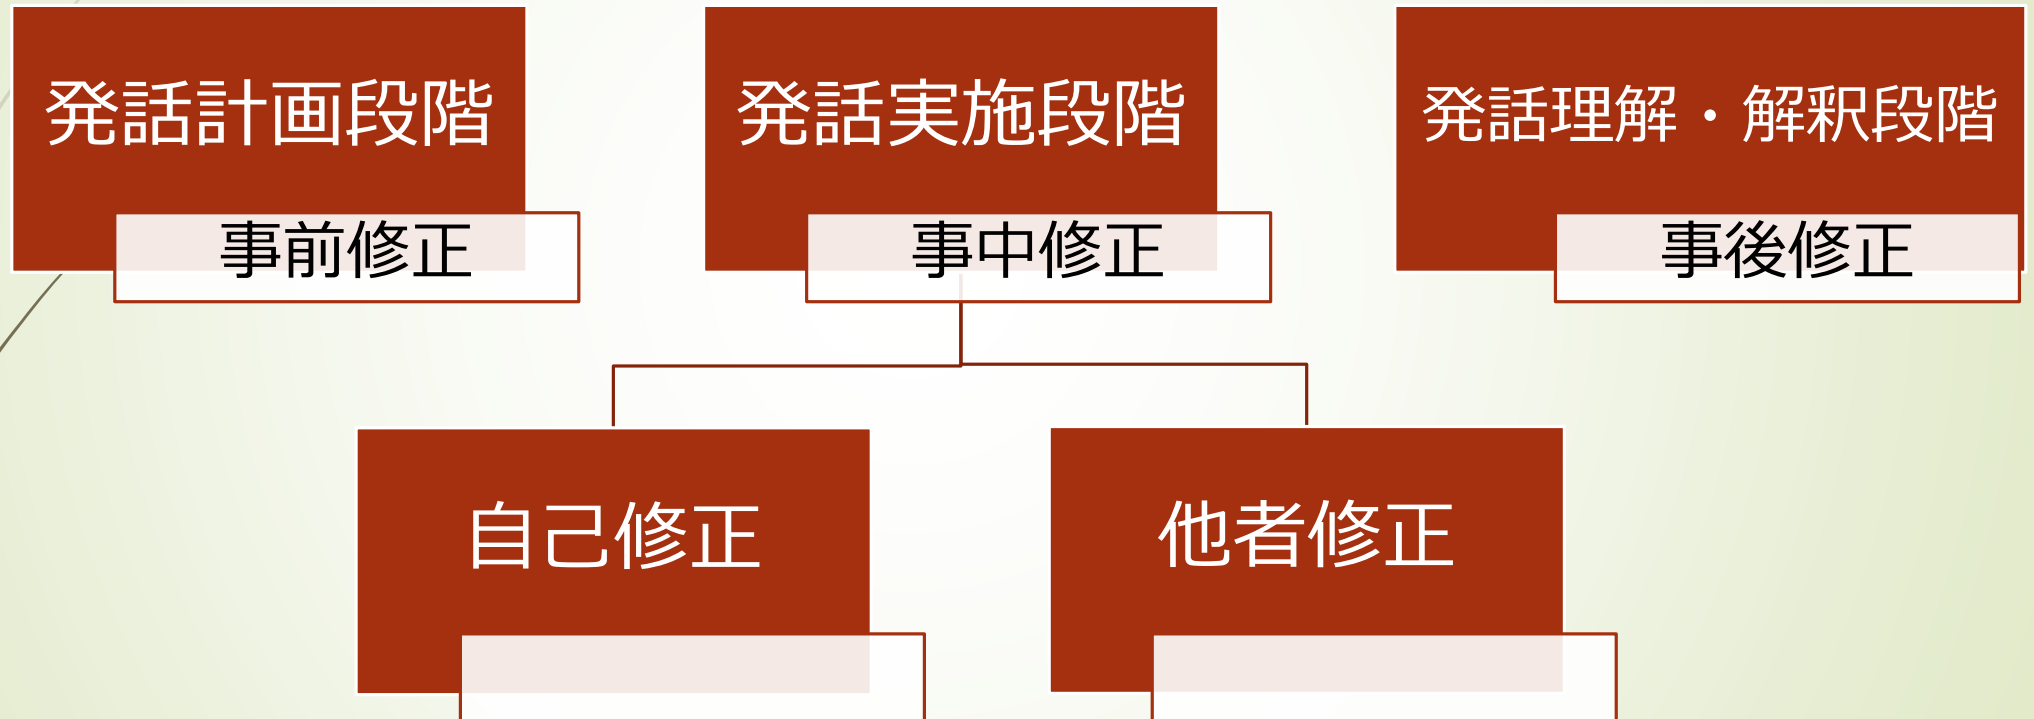 発話計画段階
事前修正
発話実施段階
事中修正
発話理解・解釈段階
事後修正
自己修正
他者修正